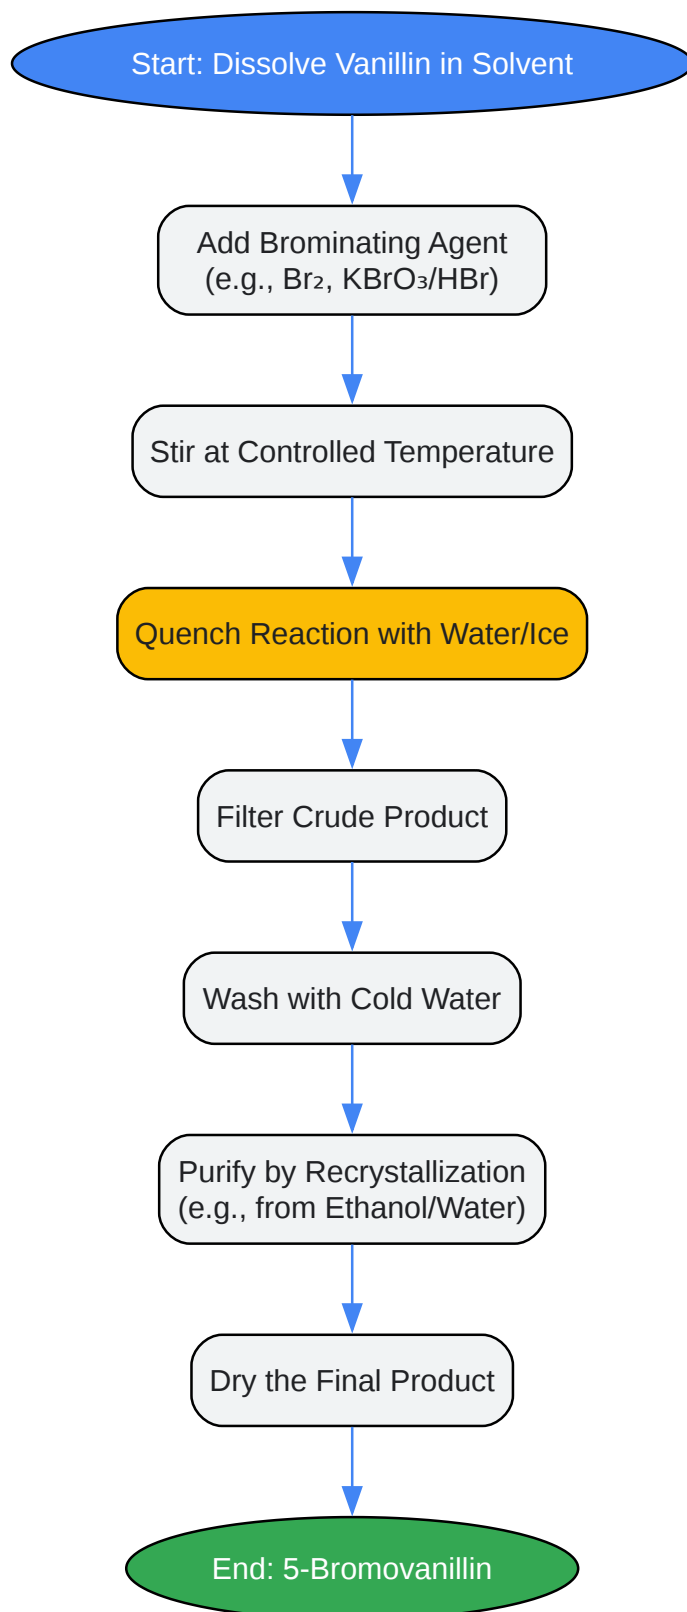 Start: Dissolve Vanillin in Solvent
Add Brominating Agent
(e.g., Br₂, KBrO₃/HBr)
Stir at Controlled Temperature
Quench Reaction with Water/Ice
Filter Crude Product
Wash with Cold Water
Purify by Recrystallization
(e.g., from Ethanol/Water)
Dry the Final Product
End: 5-Bromovanillin